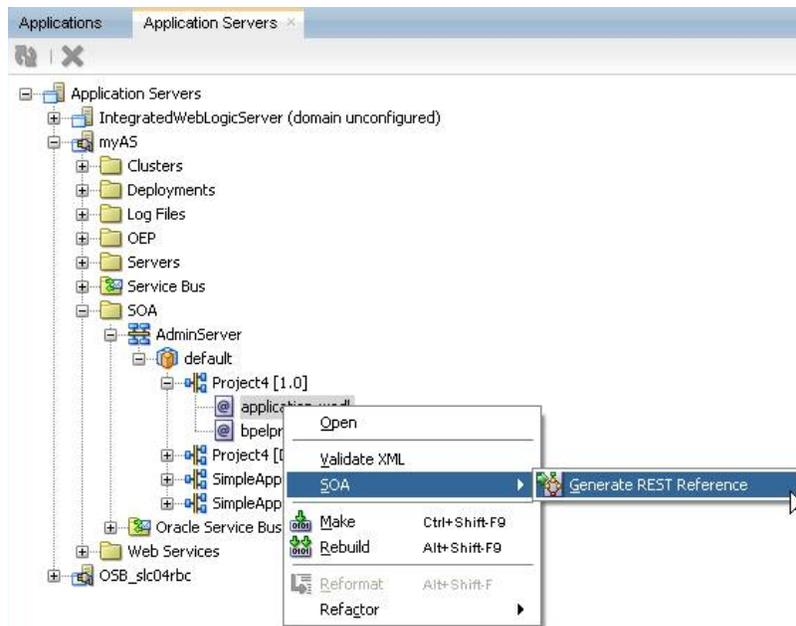 Applications Application Servers
Application Servers
IntegratedWebLogicServer (domain unconfigured)
myAS
Clusters
Deployments
Log Files
OEP
Servers
Service Bus
SOA
AdminServer
default
Project4 [1.0]
bpelpr
Open
Project4 [
Validate XML
SimpleApp
SOA
Generate REST Reference
SimpleApp
Make Ctrl+Shift-F9
Oracle Service Bus
Rebuild Alt+Shift-F9
Web Services
OSB_slc04rbc
Reformat Alt+Shift-F
Refactor